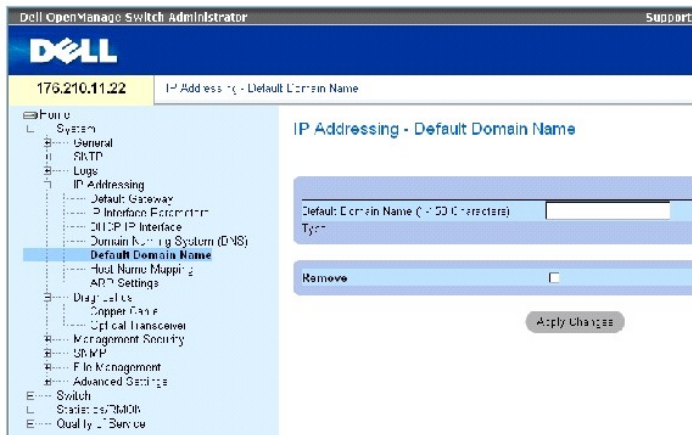 Dell OpenManage Switch Administrator
Support
DELL
176.210.11.22
IP Addressing - Default Domain Name
Home
System
General
SNTP
Logs
IP Addressing
Default Gateway
IP Interface Parameters
DHCP IP Interface
Domain Naming System (DNS)
Default Domain Name
Host Name Mapping
ARP Settings
Diagnostics
Copper Cable
Optical Transceiver
Management Security
SNMP
File Management
Advanced Settings
Switch
Statistics/RMON
Quality of Service
IP Addressing - Default Domain Name
Default Domain Name Characters)
Type
Remove
Apply Changes